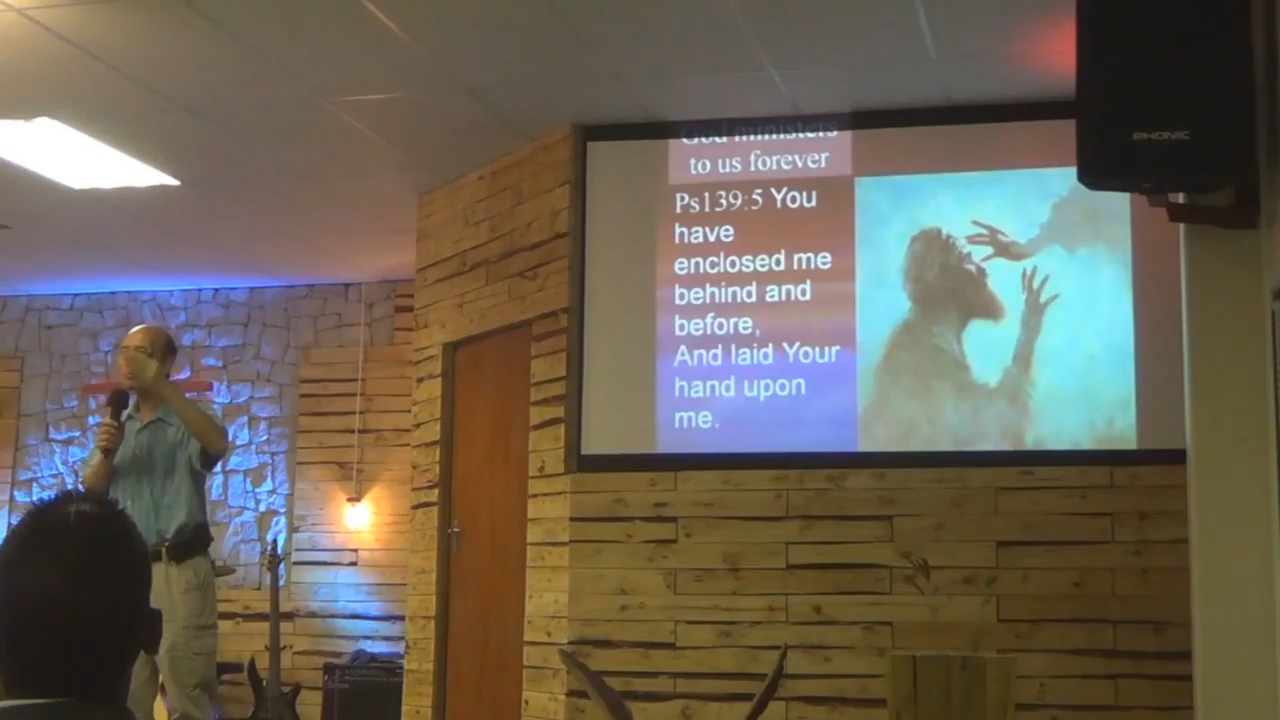 God ministers
to us forever
Ps139:5 You
have
enclosed me
behind and
before,
And laid Your
hand upon
me.
PHONIC